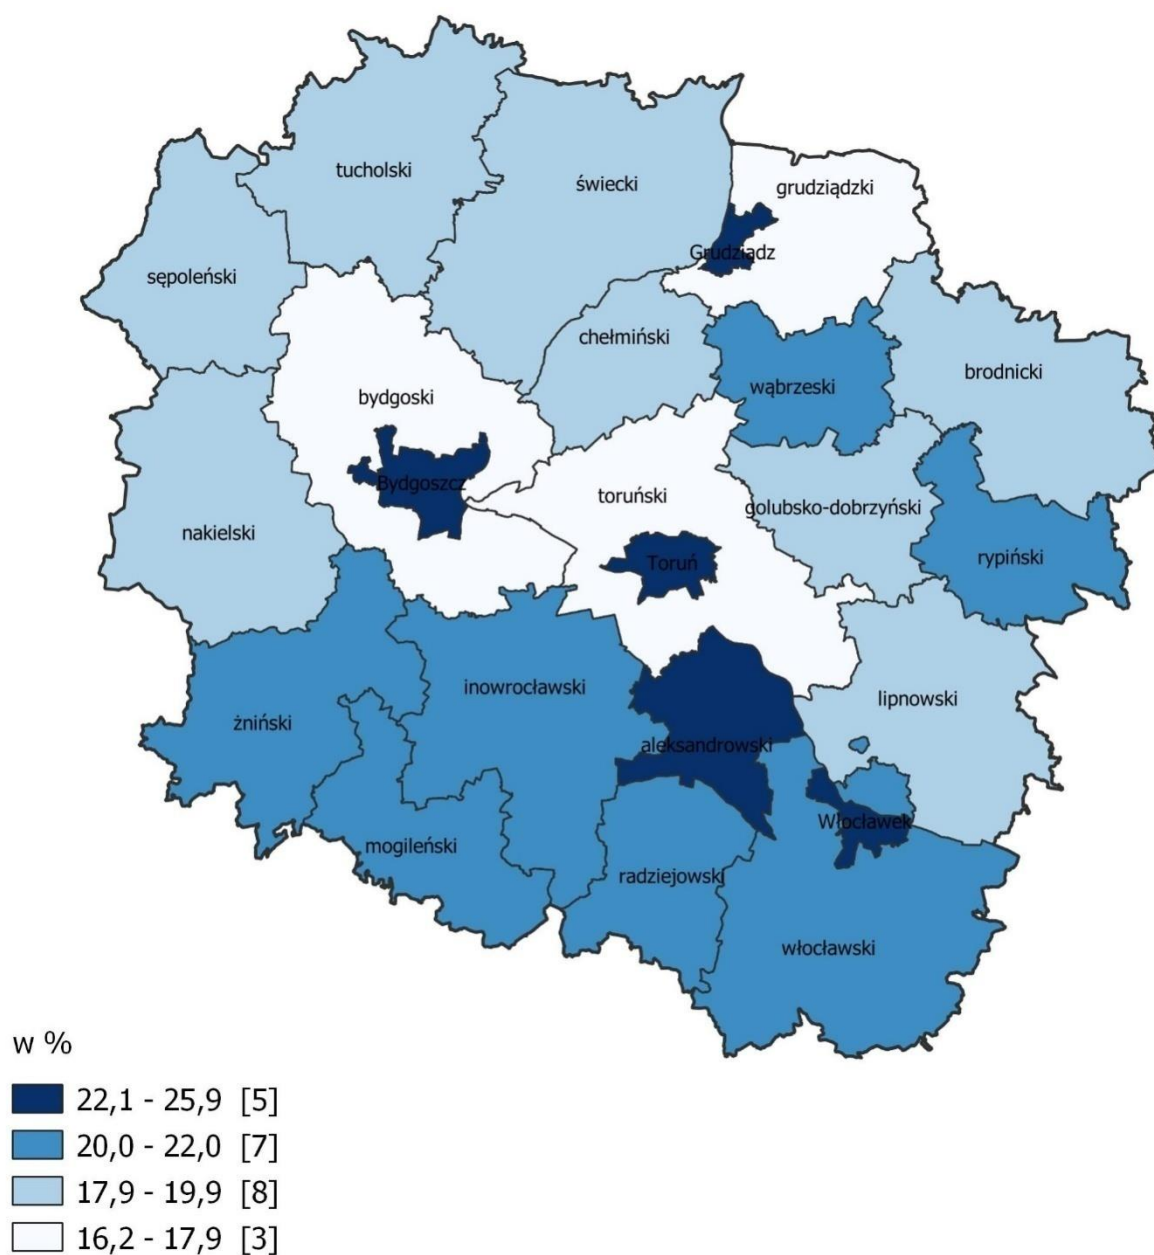 tucholski
świecki
grudziądzki
Grudziądz
sępoleński
chełmiński
brodnicki
wąbrzeski
bydgoski
Bydgoszcz
toruński
golubsko-dobrzyński
nakielski
rypiński
Toruń
inowrocławski
lipnowski
żniński
aleksandrowski
Włocławek
mogileński
radziejowski
włocławski
w %
22,1 - 25,9 [5]
20,0 - 22,0 [7]
17,9 - 19,9 [8]
16,2 - 17,9 [3]